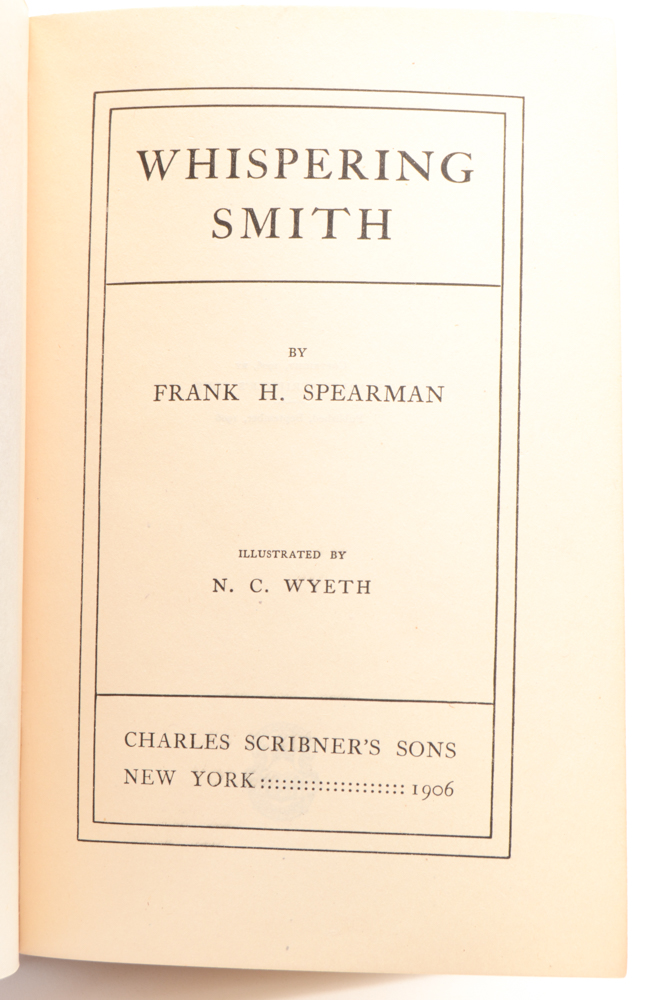 WHISPERING
SMITH
BY
FRANK H. SPEARMAN
ILLUSTRATED BY
N. C. WYETH
CHARLES SCRIBNER'S SONS
NEW YORK :::::::::::::::::::: 1906